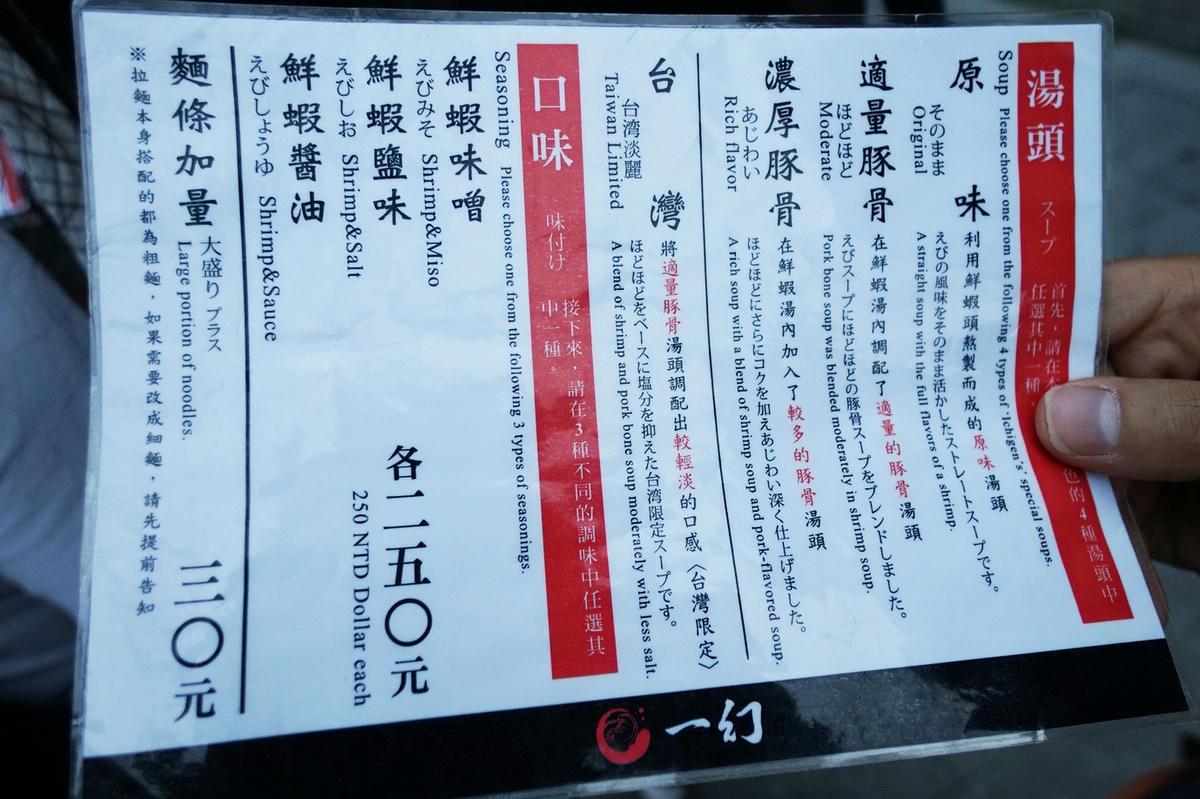 湯頭 スープ
首先,請在本
色的4種湯頭中
任選其中一種
Soup Please choose one from the following 4 types of "Ichigen's" special soups.
原味
そのまま
Original
利用鮮蝦頭熬製而成的原味湯頭
えびの風味をそのまま活かしたストレートスープです。
A straight soup with the full flavors of a shrimp.
適量豚骨
ほどほど
Moderate
在鮮蝦湯內調配了適量的豚骨湯頭
えびスープにほどほどの豚骨スープをブレンドしました。
Pork bone soup was blended moderately in shrimp soup.
濃厚豚骨
あじわい
Rich flavor
在鮮蝦湯內加入了較多的豚骨湯頭
ほどほどにさらにコクを加えあじわい深く仕上げました。
A rich soup with a blend of shrimp soup and pork-flavored soup.
台灣
台湾淡麗
Taiwan Limited
將適量豚骨湯頭調配出較輕淡的口感〈台灣限定〉
ほどほどをベースに塩分を抑えた台湾限定スープです。
A blend of shrimp and pork bone soup moderately with less salt.
口味 味付け
接下來,請在3種不同的調味中任選其
中一種。
Seasoning Please choose one from the following 3 types of seasonings.
鮮蝦味噌
えびみそ Shrimp&Miso
鮮蝦鹽味
えびしお Shrimp&Salt
鮮蝦醬油
えびしょうゆ Shrimp&Sauce
各二五〇元
250 NTD Dollar each
麵條加量
大盛り プラス
Large portion of noodles.
三〇元
※拉麵本身搭配的都為粗麵,如果需要改成細麵,請先提前告知
一幻